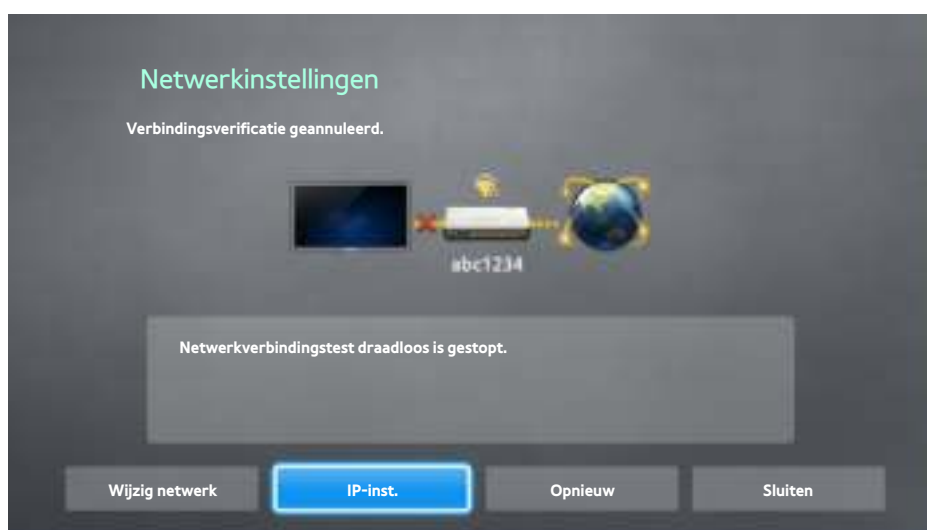 Netwerkinstellingen
Verbindingsverificatie geannuleerd.
abc1234
Netwerkverbindingstest draadloos is gestopt.
Wijzig netwerk
IP-inst.
Opnieuw
Sluiten